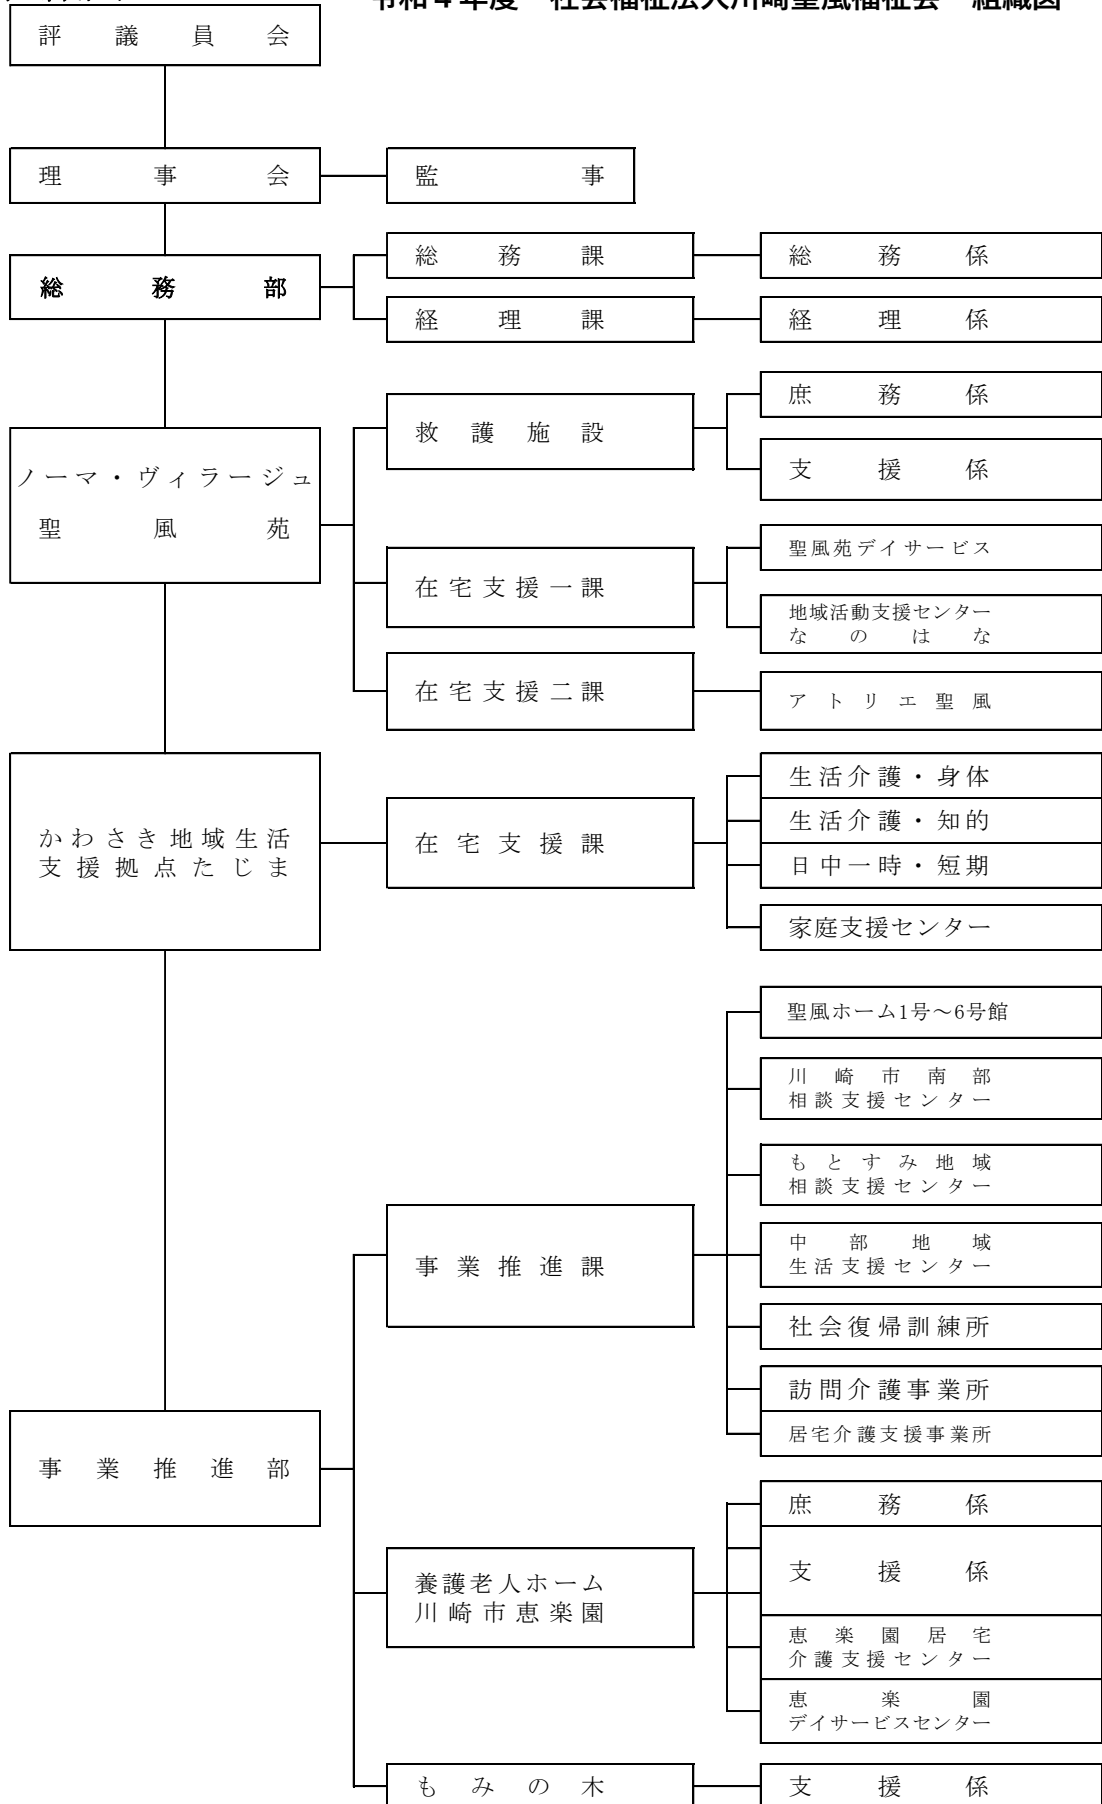 令和４年度　社会福祉法人川崎聖風福祉会　組織図
評議員会
理事会
監事
総務部
総務課
総務係
経理課
経理係
ノーマ・ヴィラージュ
聖風苑
救護施設
庶務係
支援係
在宅支援一課
聖風苑デイサービス
地域活動支援センター
なのはな
在宅支援二課
アトリエ聖風
かわさき地域生活
支援拠点たじま
在宅支援課
生活介護・身体
生活介護・知的
日中一時・短期
家庭支援センター
事業推進部
事業推進課
聖風ホーム1号～6号館
川崎市南部
相談支援センター
もとすみ地域
相談支援センター
中部地域
生活支援センター
社会復帰訓練所
訪問介護事業所
居宅介護支援事業所
養護老人ホーム
川崎市恵楽園
庶務係
支援係
恵楽園居宅
介護支援センター
恵楽園
デイサービスセンター
もみの木
支援係